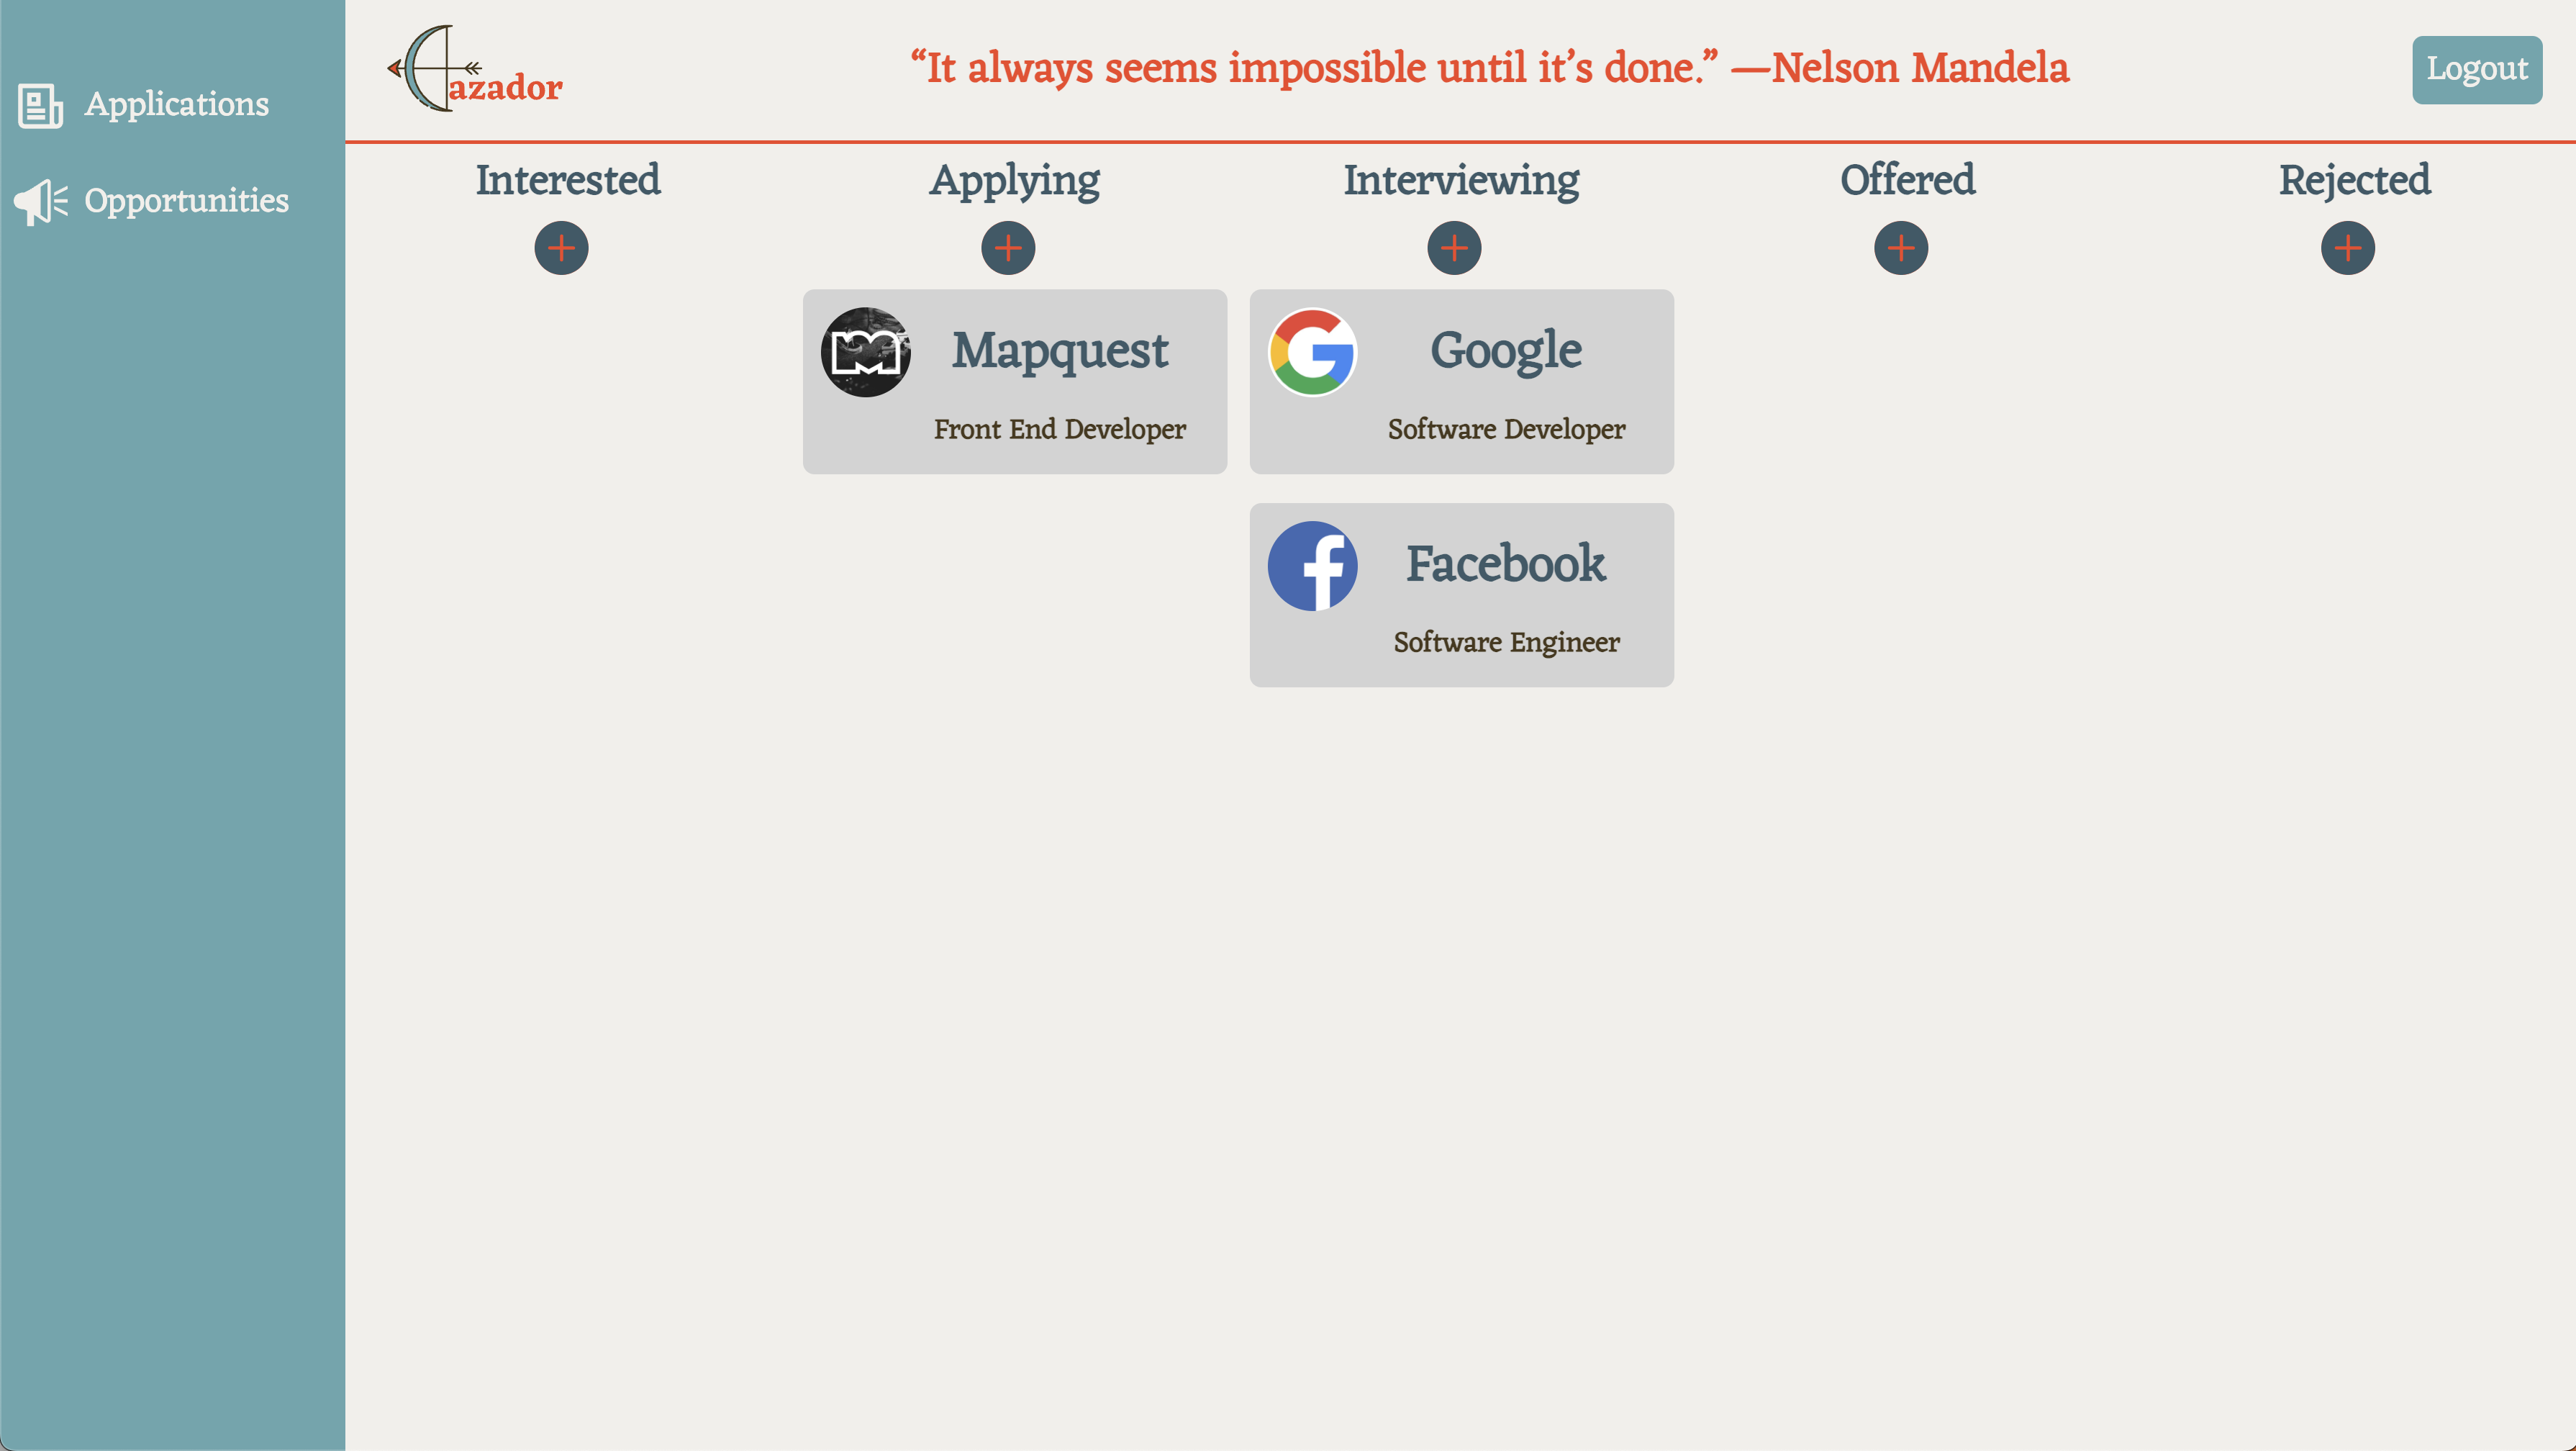 Applications
Opportunities
Cazador
“It always seems impossible until it’s done.” —Nelson Mandela
Logout
Interested
Applying
Interviewing
Offered
Rejected
Mapquest
Front End Developer
Google
Software Developer
Facebook
Software Engineer